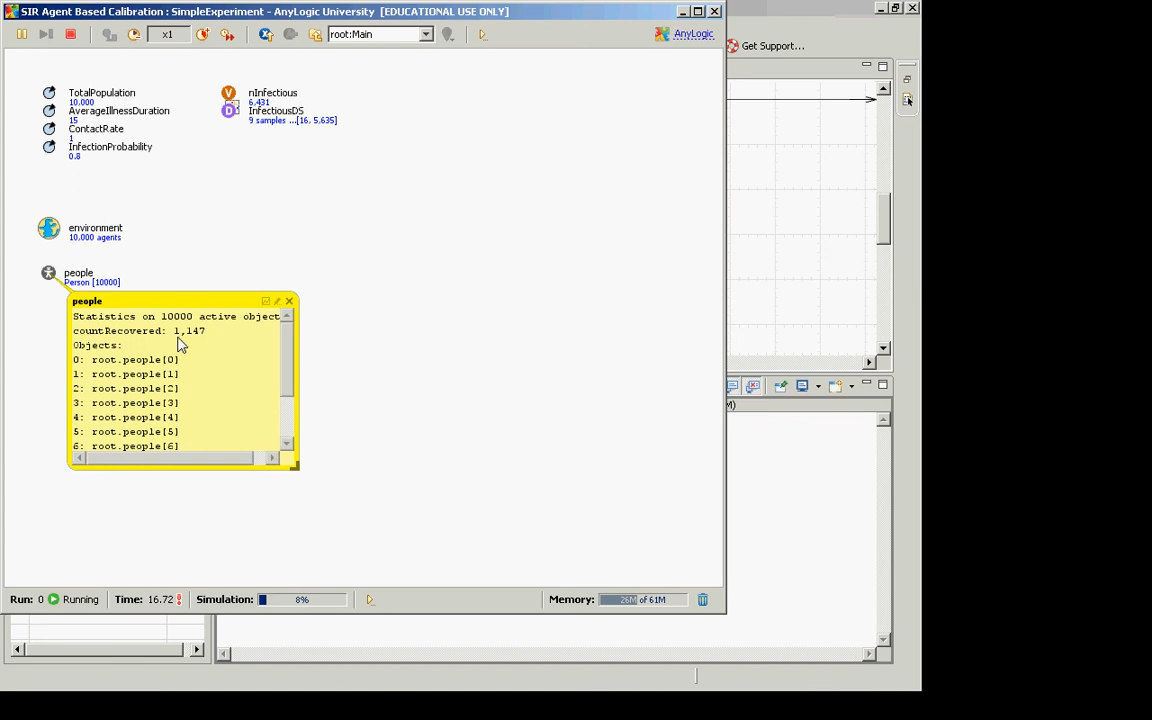 SIR Agent Based Calibration : SimpleExperiment - AnyLogic University [EDUCATIONAL USE ONLY]
x1
root:Main
AnyLogic
Get Support...
TotalPopulation
10,000
AverageIllnessDuration
15
ContactRate
1
InfectionProbability
0.8
nInfectious
6,431
InfectiousDS
9 samples ...[16, 5,635]
environment
10,000 agents
people
Person [10000]
people
Statistics on 10000 active object
countRecovered: 1,147
Objects:
0: root.people[0]
1: root.people[1]
2: root.people[2]
3: root.people[3]
4: root.people[4]
5: root.people[5]
6: root.people[6]
Run: 0 Running Time: 16.72 Simulation: 8% Memory: 26M of 61M